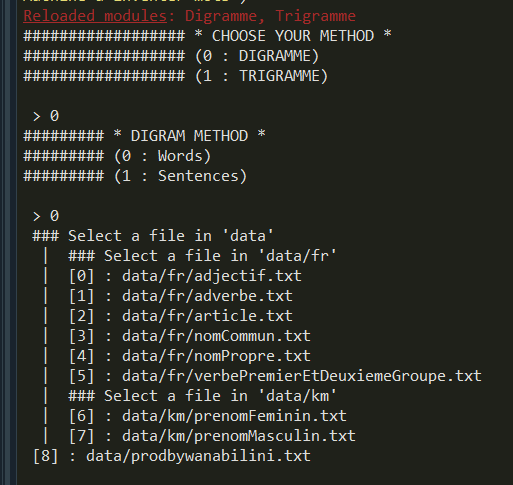 Reloaded modules: Digramme, Trigramme
################## * CHOOSE YOUR METHOD *
################## (0 : DIGRAMME)
################## (1 : TRIGRAMME)
> 0
######### * DIGRAM METHOD *
######### (0 : Words)
######### (1 : Sentences)
> 0
### Select a file in 'data'
| ### Select a file in 'data/fr'
| [0] : data/fr/adjectif.txt
| [1] : data/fr/adverbe.txt
| [2] : data/fr/article.txt
| [3] : data/fr/nomCommun.txt
| [4] : data/fr/nomPropre.txt
| [5] : data/fr/verbePremierEtDeuxiemeGroupe.txt
| ### Select a file in 'data/km'
| [6] : data/km/prenomFeminin.txt
| [7] : data/km/prenomMasculin.txt
[8] : data/prodbywanabilini.txt